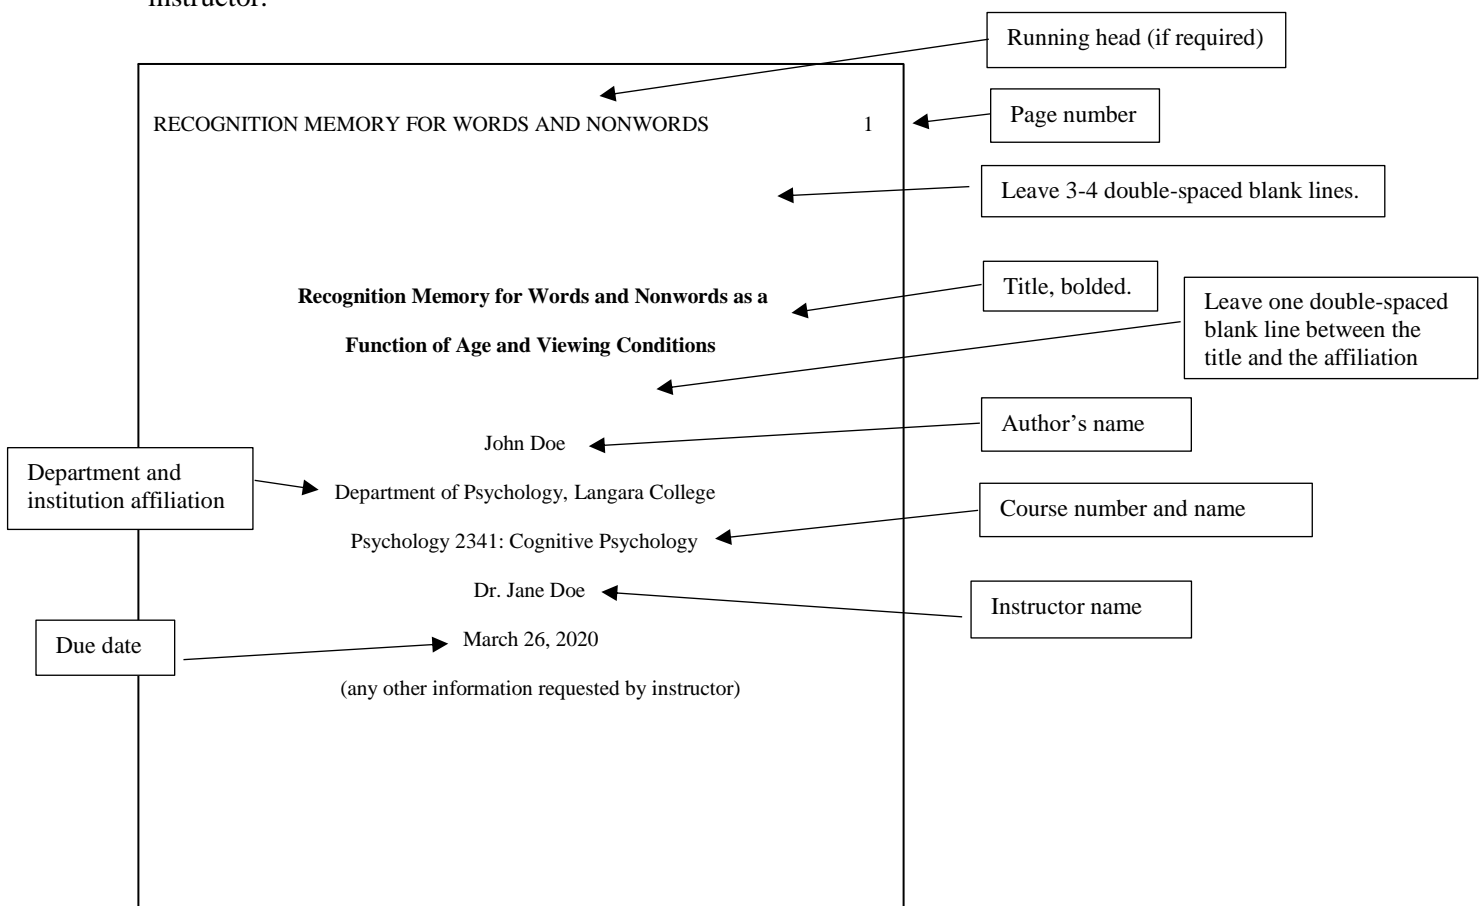 instructor.
Running head (if required)
RECOGNITION MEMORY FOR WORDS AND NONWORDS 1
Page number
Leave 3-4 double-spaced blank lines.
Recognition Memory for Words and Nonwords as a
Function of Age and Viewing Conditions
Title, bolded.
Leave one double-spaced
blank line between the
title and the affiliation
John Doe
Author's name
Department and
institution affiliation
Department of Psychology, Langara College
Psychology 2341: Cognitive Psychology
Course number and name
Dr. Jane Doe
Instructor name
Due date
March 26, 2020
(any other information requested by instructor)